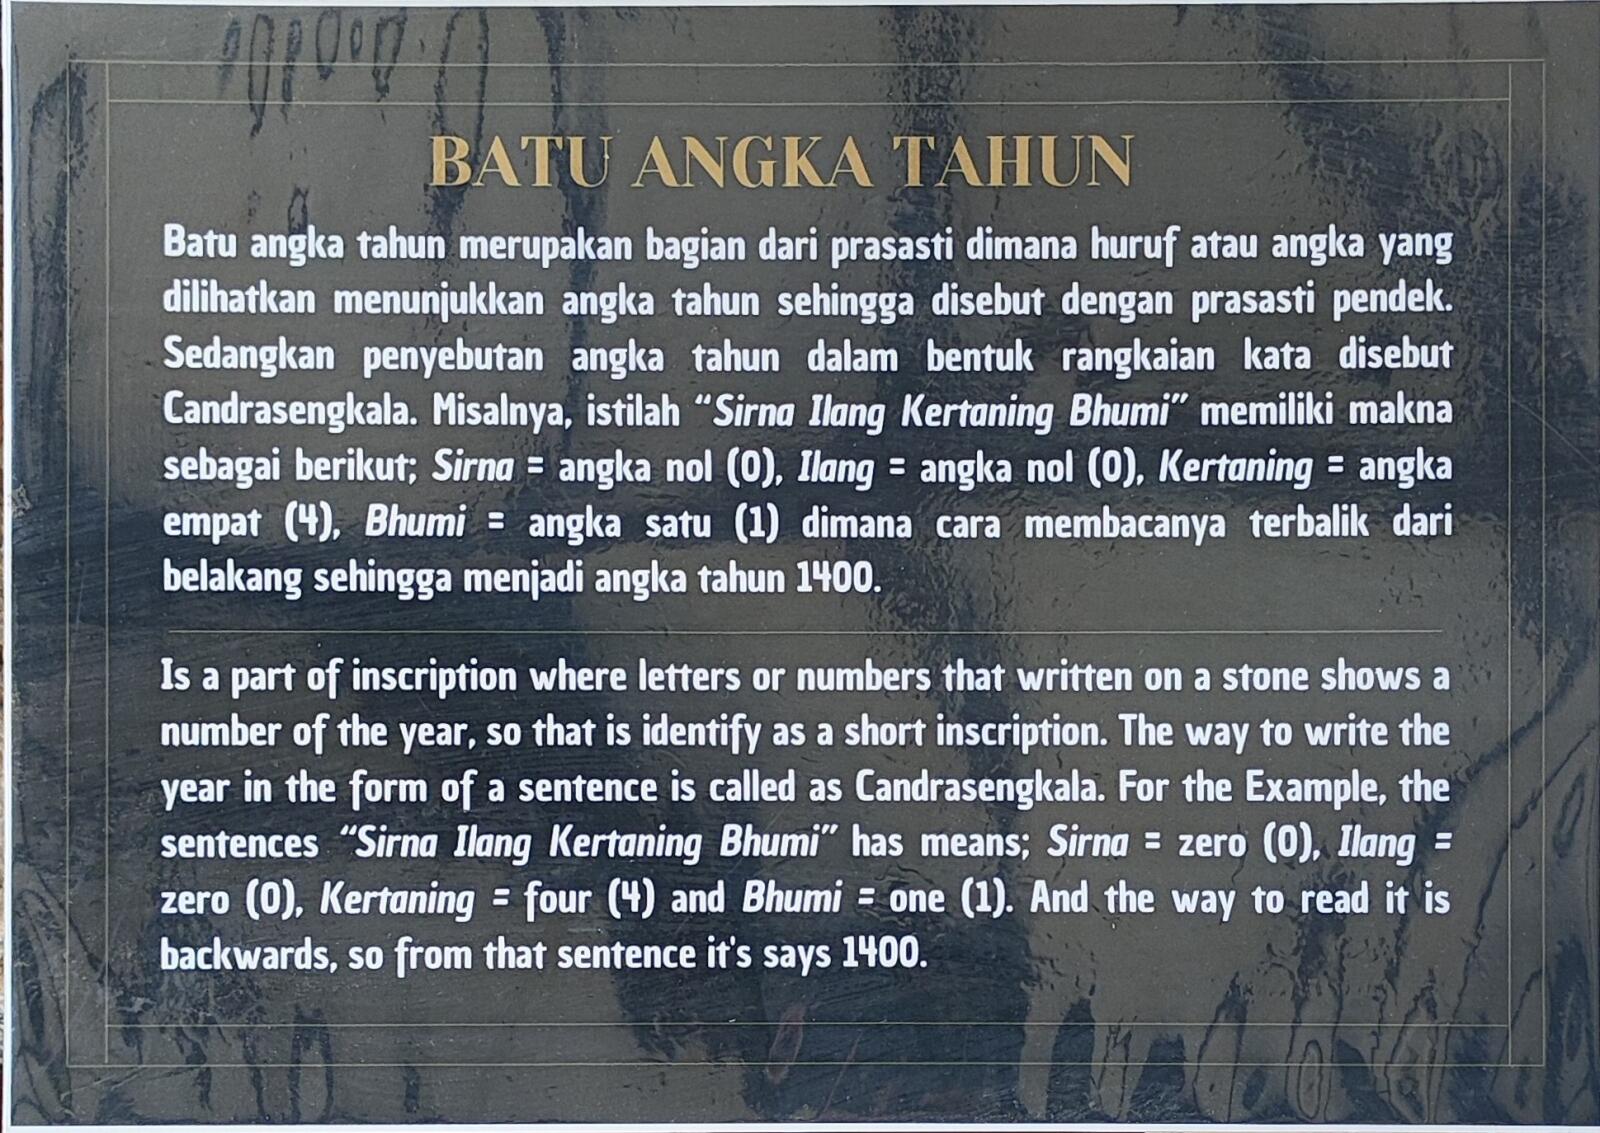 BATU ANGKA TAHUN
Batu angka tahun merupakan bagian dari prasasti dimana huruf atau angka yang
dilihatkan menunjukkan angka tahun sehingga disebut dengan prasasti pendek.
Sedangkan penyebutan angka tahun dalam bentuk rangkaian kata disebut
Candrasengkala. Misalnya, istilah “Sirna Ilang Kertaning Bhumi” memiliki makna
sebagai berikut; Sirna = angka nol (0), Ilang = angka nol (0), Kertaning = angka
empat (4), Bhumi = angka satu (1) dimana cara membacanya terbalik dari
belakang sehingga menjadi angka tahun 1400.
Is a part of inscription where letters or numbers that written on a stone shows a
number of the year, so that is identify as a short inscription. The way to write the
year in the form of a sentence is called as Candrasengkala. For the Example, the
sentences “Sirna Ilang Kertaning Bhumi” has means; Sirna = zero (0), Ilang =
zero (0), Kertaning = four (4) and Bhumi = one (1). And the way to read it is
backwards, so from that sentence it's says 1400.